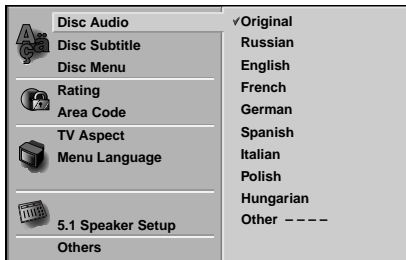 Disc Audio
Disc Subtitle
Disc Menu
Rating
Area Code
TV Aspect
Menu Language
5.1 Speaker Setup
Others
✓Original
Russian
English
French
German
Spanish
Italian
Polish
Hungarian
Other – – – –